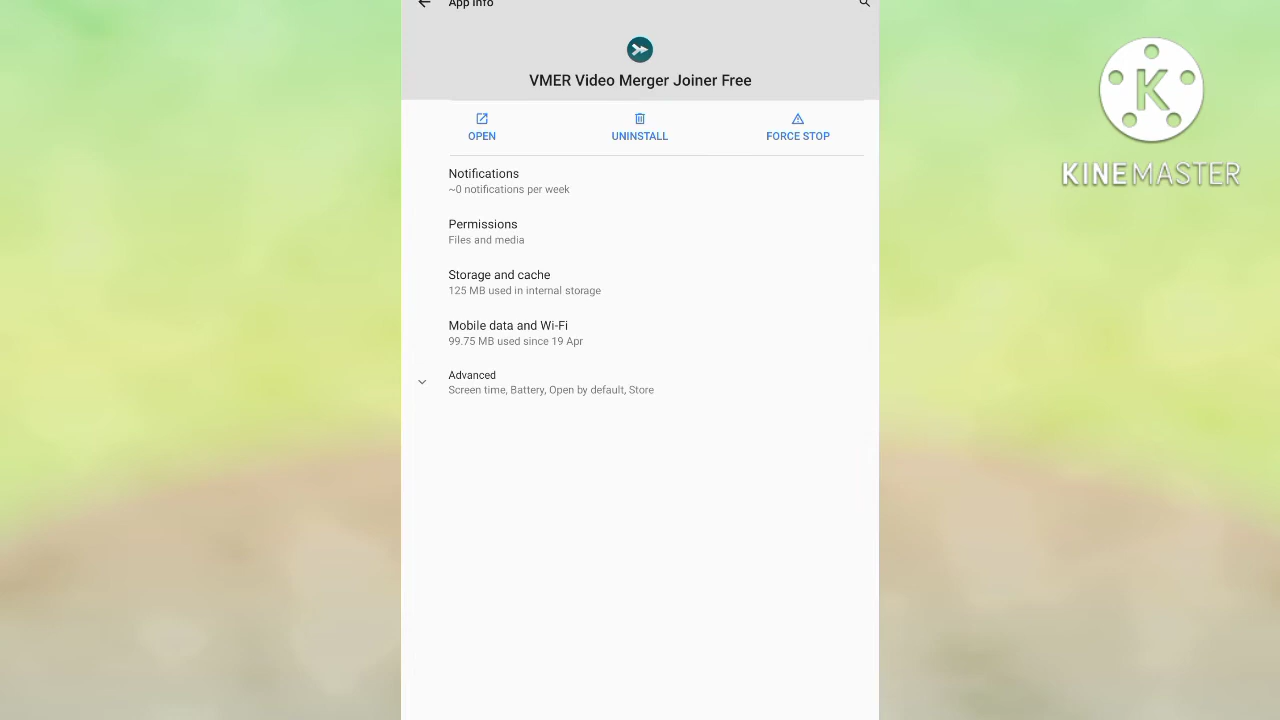 App info
VMER Video Merger Joiner Free
OPEN
UNINSTALL
FORCE STOP
Notifications
~0 notifications per week
Permissions
Files and media
Storage and cache
125 MB used in internal storage
Mobile data and Wi-Fi
99.75 MB used since 19 Apr
Advanced
Screen time, Battery, Open by default, Store
K
KINEMASTER